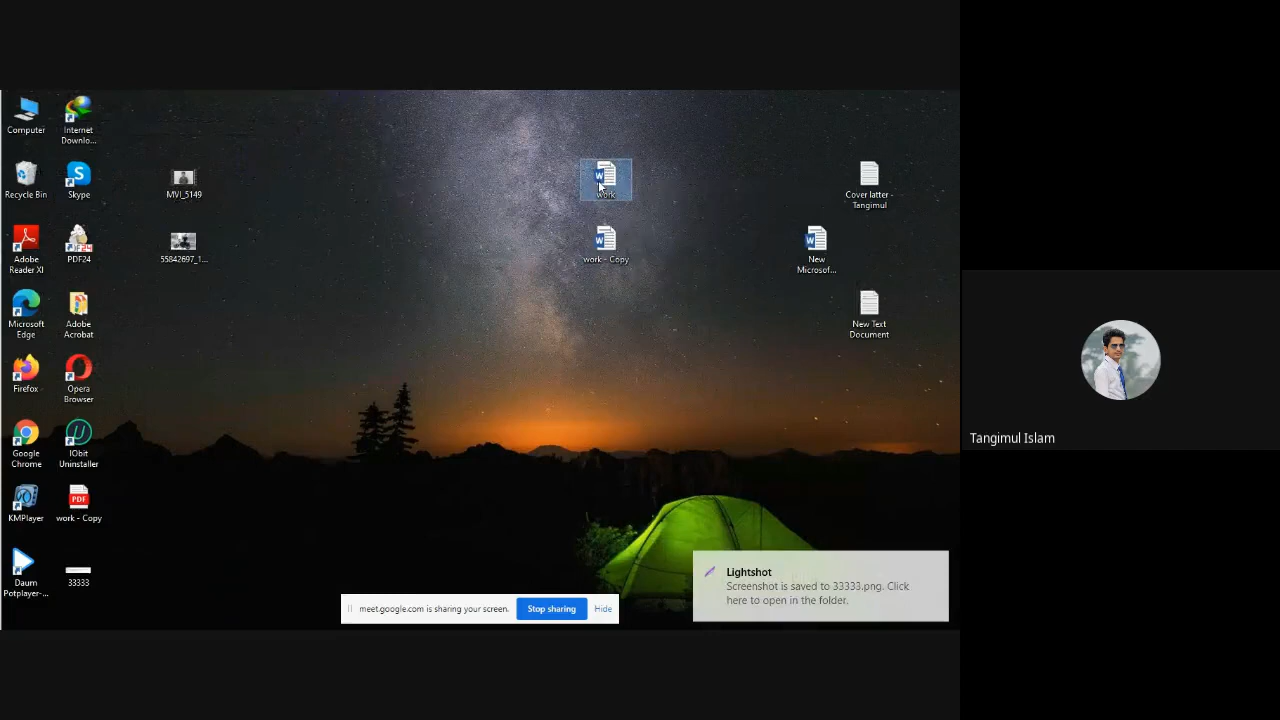 Computer
Internet
Downlo...
Recycle Bin
Skype
MVI_5149
work
Cover latter -
Tangimul
Adobe
Reader XI
PDF24
55842697_1...
work - Copy
New
Microsof...
Microsoft
Edge
Adobe
Acrobat
New Text
Document
Firefox
Opera
Browser
Google
Chrome
IObit
Uninstaller
KMPlayer
PDF
work - Copy
Daum
Potplayer-...
33333
Lightshot
Screenshot is saved to 33333.png. Click
here to open in the folder.
meet.google.com is sharing your screen.
Stop sharing
Hide
Tangimul Islam